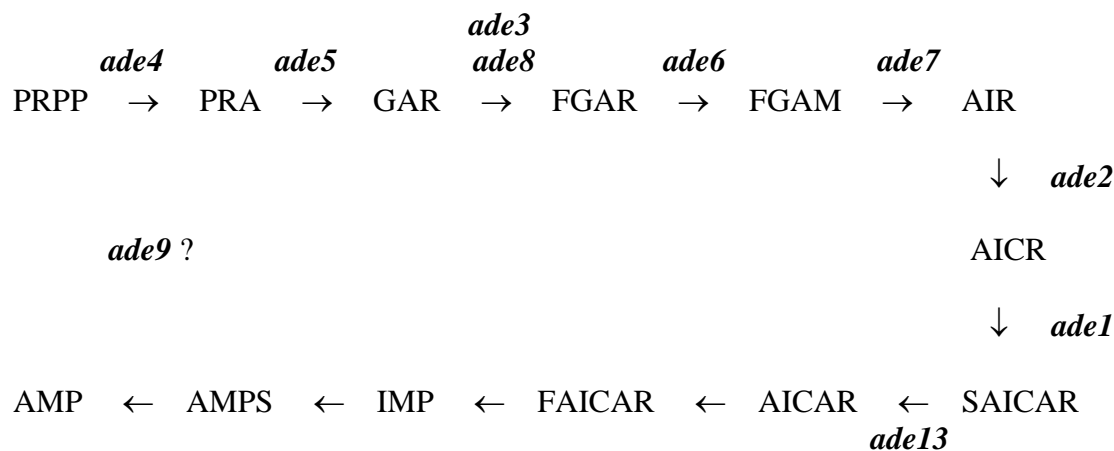 ade3
ade4 ade5 ade8 ade6 ade7
PRPP → PRA → GAR → FGAR → FGAM → AIR
↓ ade2
ade9 ? AICR
↓ ade1
AMP ← AMPS ← IMP ← FAICAR ← AICAR ← SAICAR
ade13